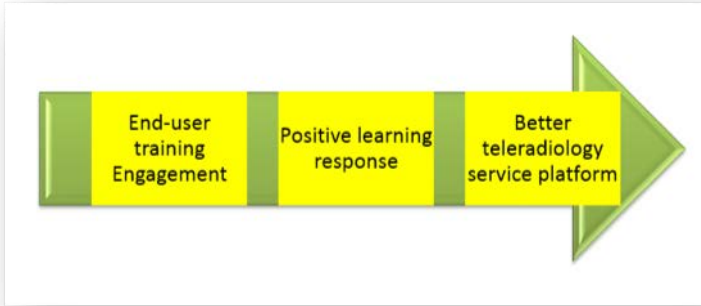 End-user
training
Engagement
Positive learning
response
Better
teleradiology
service platform